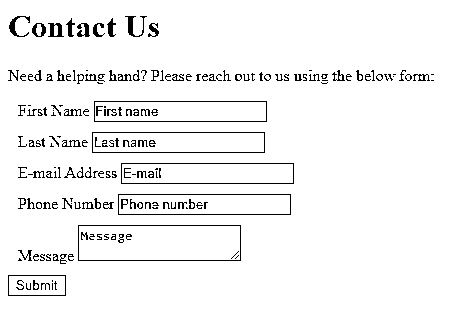 Contact Us
Need a helping hand? Please reach out to us using the below form:
First Name First name
Last Name Last name
E-mail Address E-mail
Phone Number Phone number
Message Message
Submit